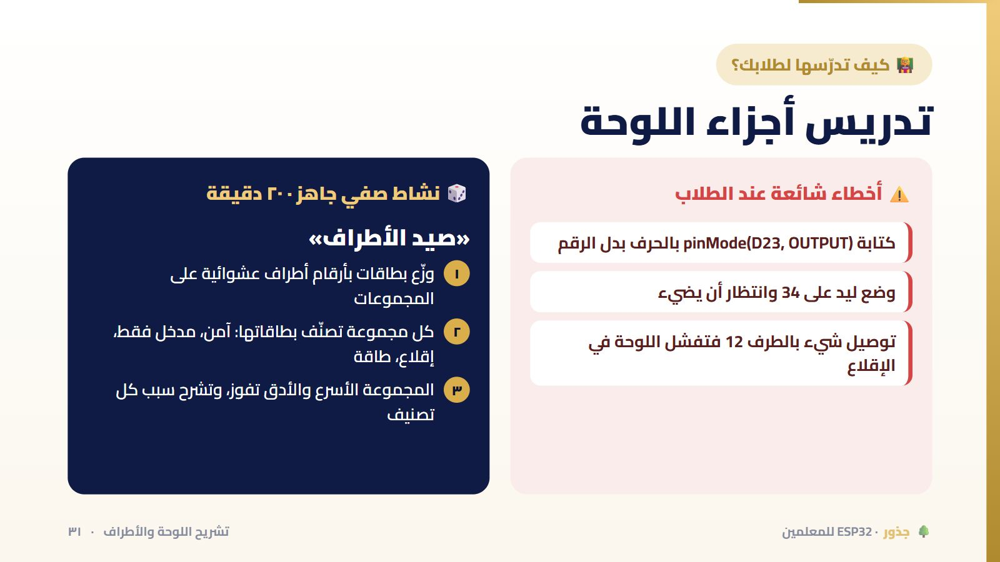 كيف تدرّسها لطلابك؟
تدريس أجزاء اللوحة
أخطاء شائعة عند الطلاب
كتابة pinMode(D23, OUTPUT) بالحرف بدل الرقم
وضع ليد على 34 وانتظار أن يضيء
توصيل شيء بالطرف 12 فتفشل اللوحة في
الإقلاع
نشاط صفي جاهز · ٢٠ دقيقة
«صيد الأطراف»
١ وزّع بطاقات بأرقام أطراف عشوائية على
المجموعات
٢ كل مجموعة تصنّف بطاقاتها: آمن، مدخل فقط،
إقلاع، طاقة
٣ المجموعة الأسرع والأدق تفوز، وتشرح سبب كل
تصنيف
جذور · ESP32 للمعلمين
تشريح اللوحة والأطراف · ٣١